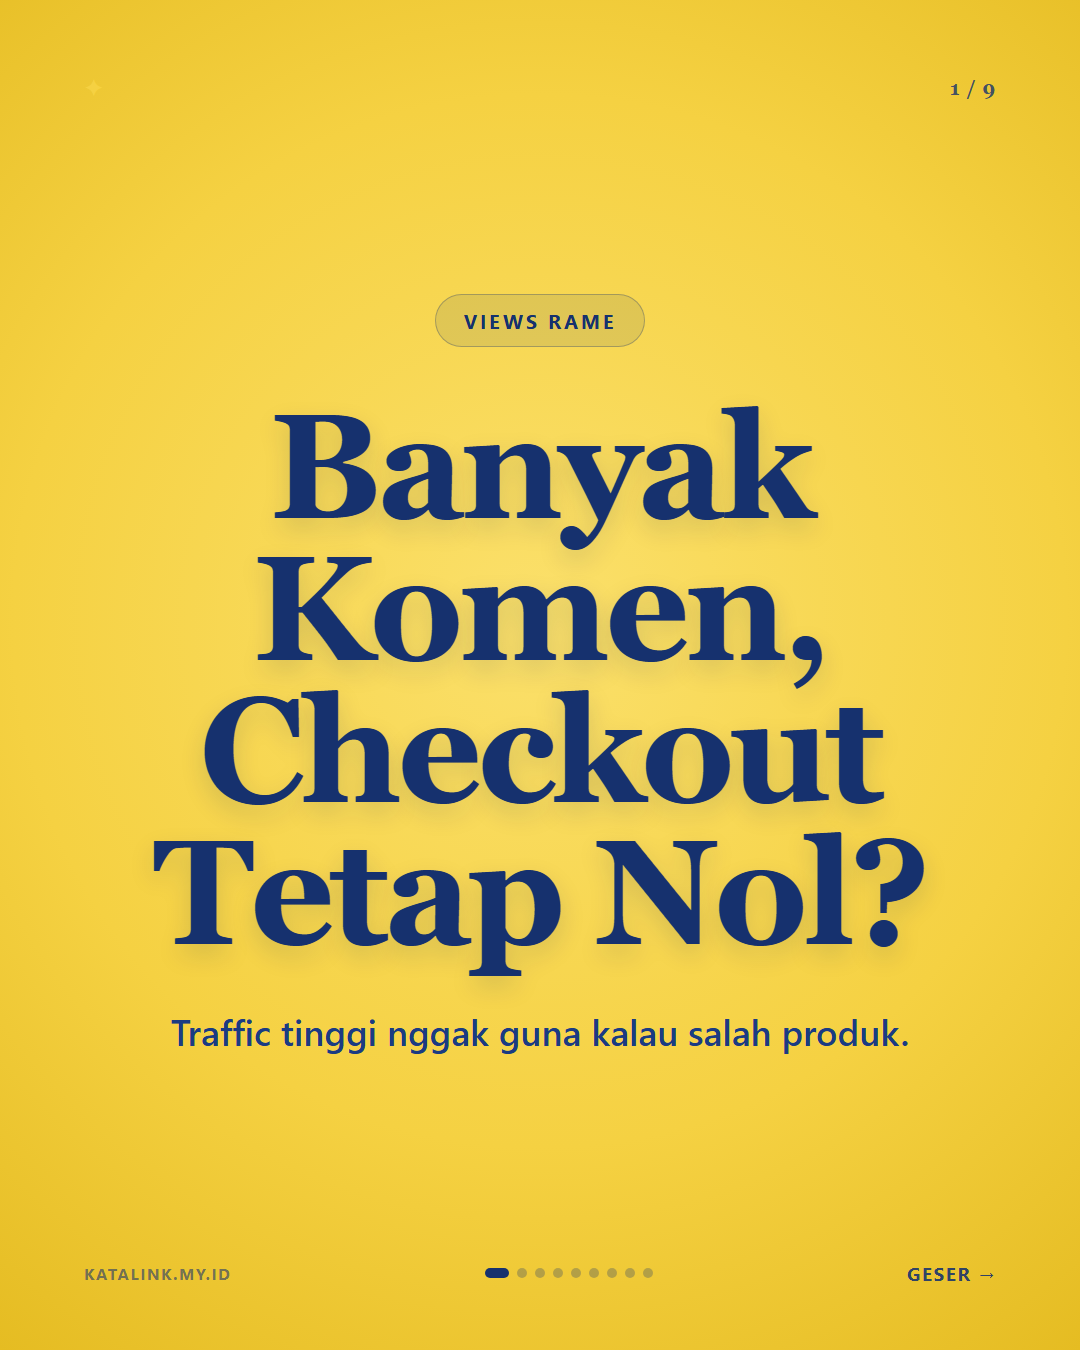 1 / 9
VIEWS RAME
Banyak
Komen,
Checkout
Tetap Nol?
Traffic tinggi nggak guna kalau salah produk.
KATALINK.MY.ID
GESER →